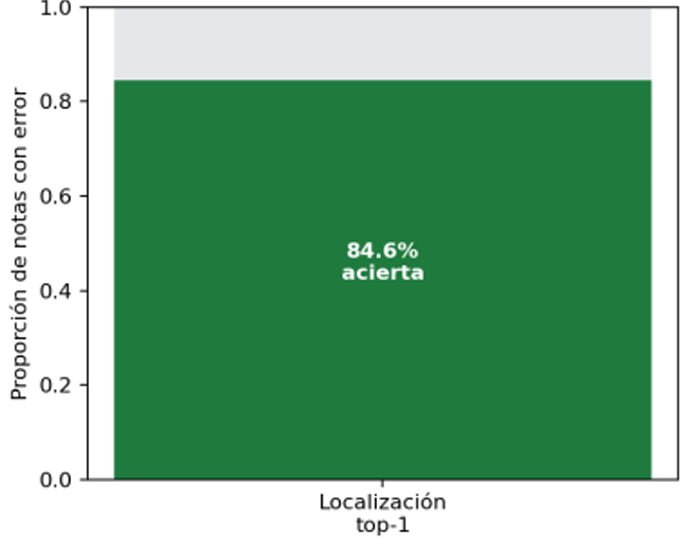 1.0
0.8
0.6
0.4
0.2
0.0
Proporción de notas con error
84.6%
acierta
Localización
top-1